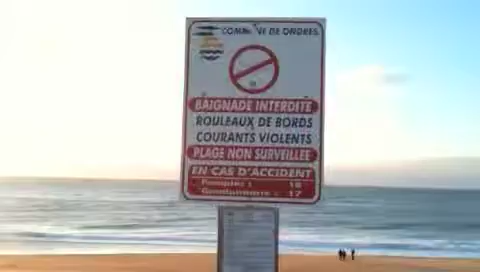 COMMUNE DE ONDRES
BAIGNADE INTERDITE
ROULEAUX DE BORDS
COURANTS VIOLENTS
PLAGE NON SURVEILLEE
EN CAS D'ACCIDENT
Pompiers : 18
Gendarmerie : 17